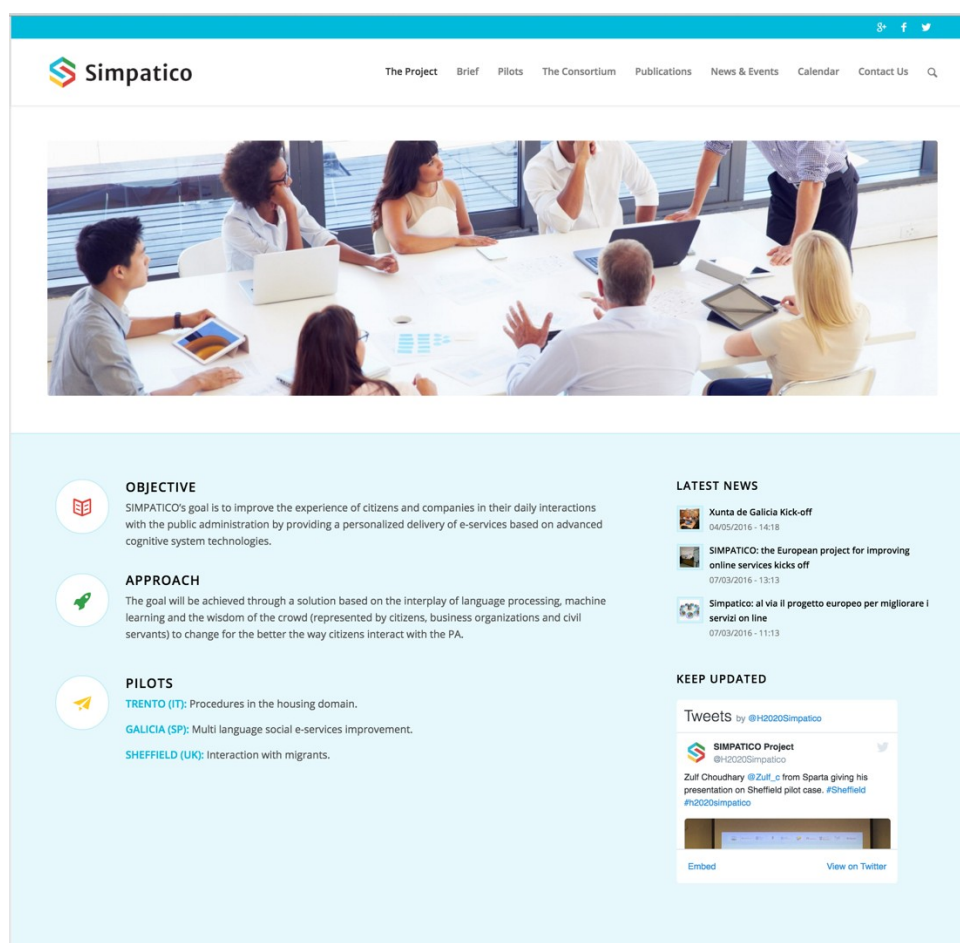 Simpatico
The Project Brief Pilots The Consortium Publications News & Events Calendar Contact Us
OBJECTIVE
SIMPATICO's goal is to improve the experience of citizens and companies in their daily interactions
with the public administration by providing a personalized delivery of e-services based on advanced
cognitive system technologies.
APPROACH
The goal will be achieved through a solution based on the interplay of language processing, machine
learning and the wisdom of the crowd (represented by citizens, business organizations and civil
servants) to change for the better the way citizens interact with the PA.
PILOTS
TRENTO (IT): Procedures in the housing domain.
GALICIA (SP): Multi language social e-services improvement.
SHEFFIELD (UK): Interaction with migrants.
LATEST NEWS
Xunta de Galicia Kick-off
04/05/2016 - 14:18
SIMPATICO: the European project for improving
online services kicks off
07/03/2016 - 13:13
Simpatico: al via il progetto europeo per migliorare i
servizi on line
07/03/2016 - 11:13
KEEP UPDATED
Tweets by @H2020Simpatico
SIMPATICO Project
@H2020Simpatico
Zulf Choudhary @Zulf_c from Sparta giving his
presentation on Sheffield pilot case. #Sheffield
#h2020simpatico
Embed View on Twitter